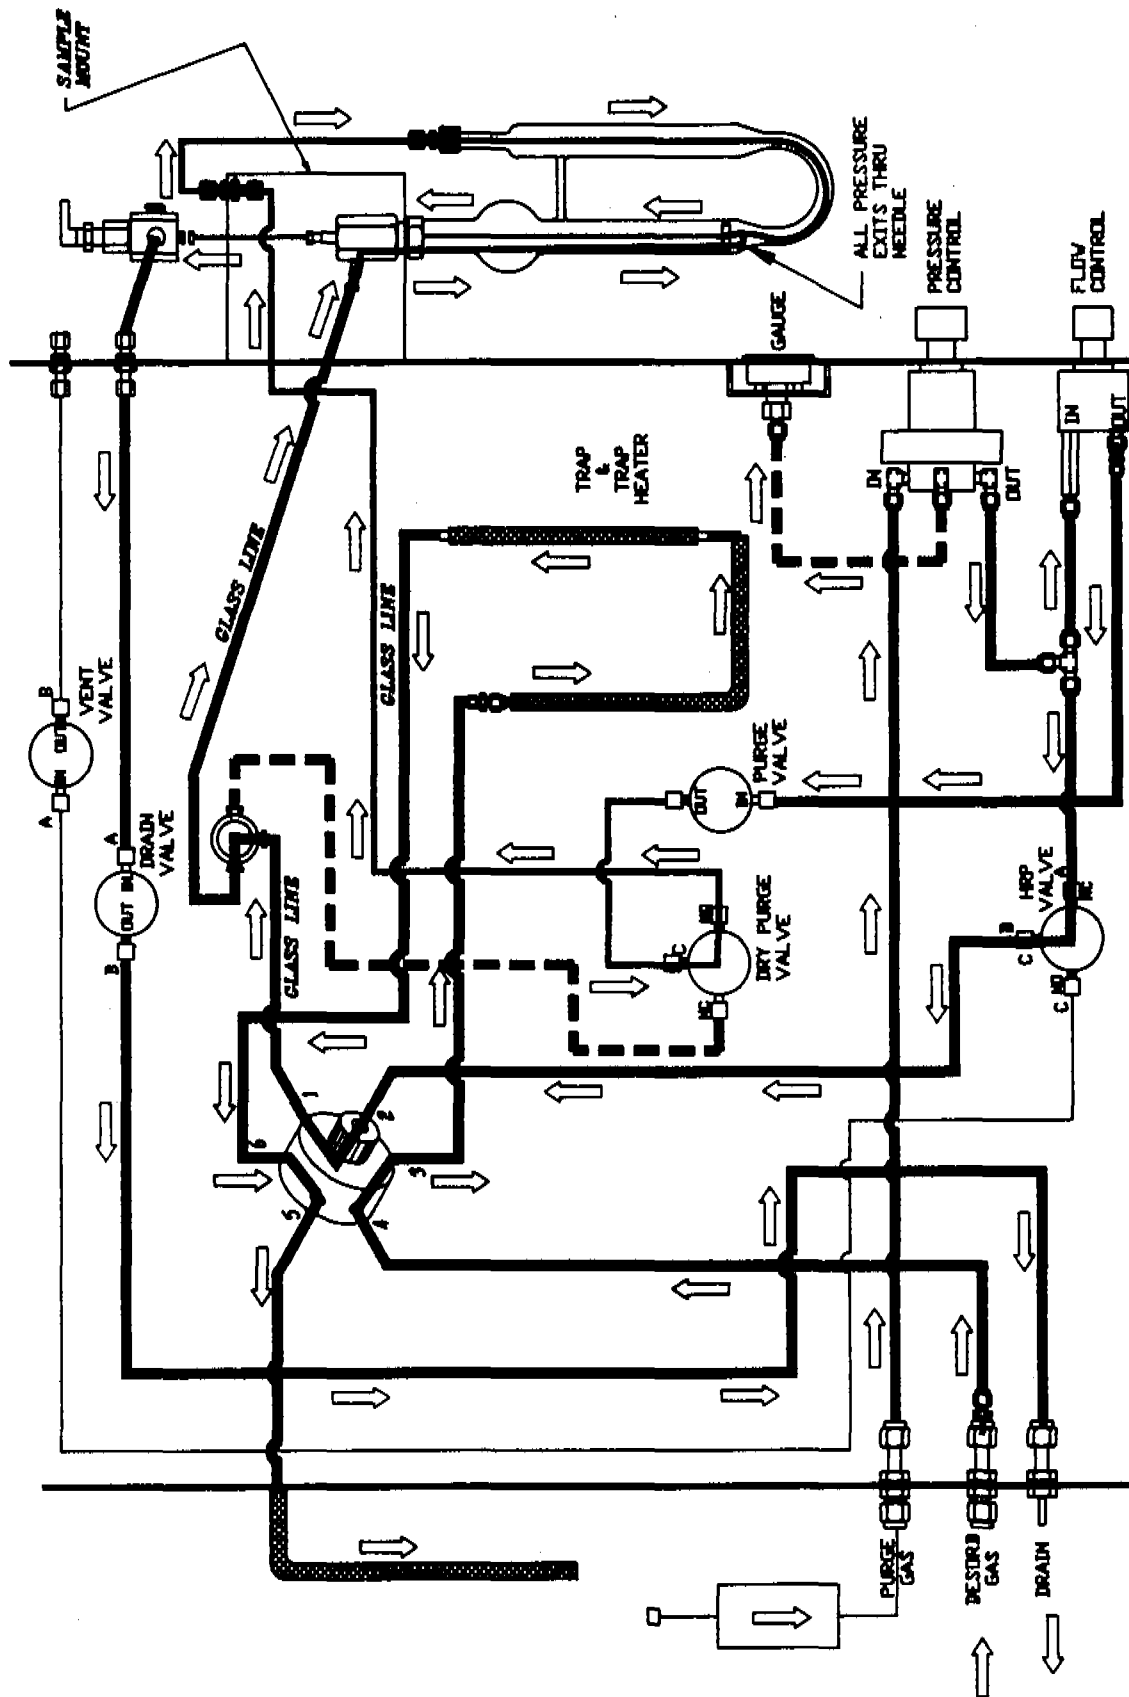 SAMPLE
MOUNT
ALL PRESSURE
EXITS THRU
NEEDLE
PRESSURE
CONTROL
FLOW
CONTROL
GAUGE
IN
OUT
IN
OUT
TRAP
&
TRAP
HEATER
GLASS LINE
GLASS LINE
GLASS LINE
B
OUT
IN
A
VENT
VALVE
A
IN
OUT
B
DRAIN
VALVE
PURGE
VALVE
OUT
IN
DRY PURGE
VALVE
NO
C
NC
HRP
VALVE
A
NC
B
C
NO
C
1
2
3
4
5
6
PURGE
GAS
DESORB
GAS
DRAIN